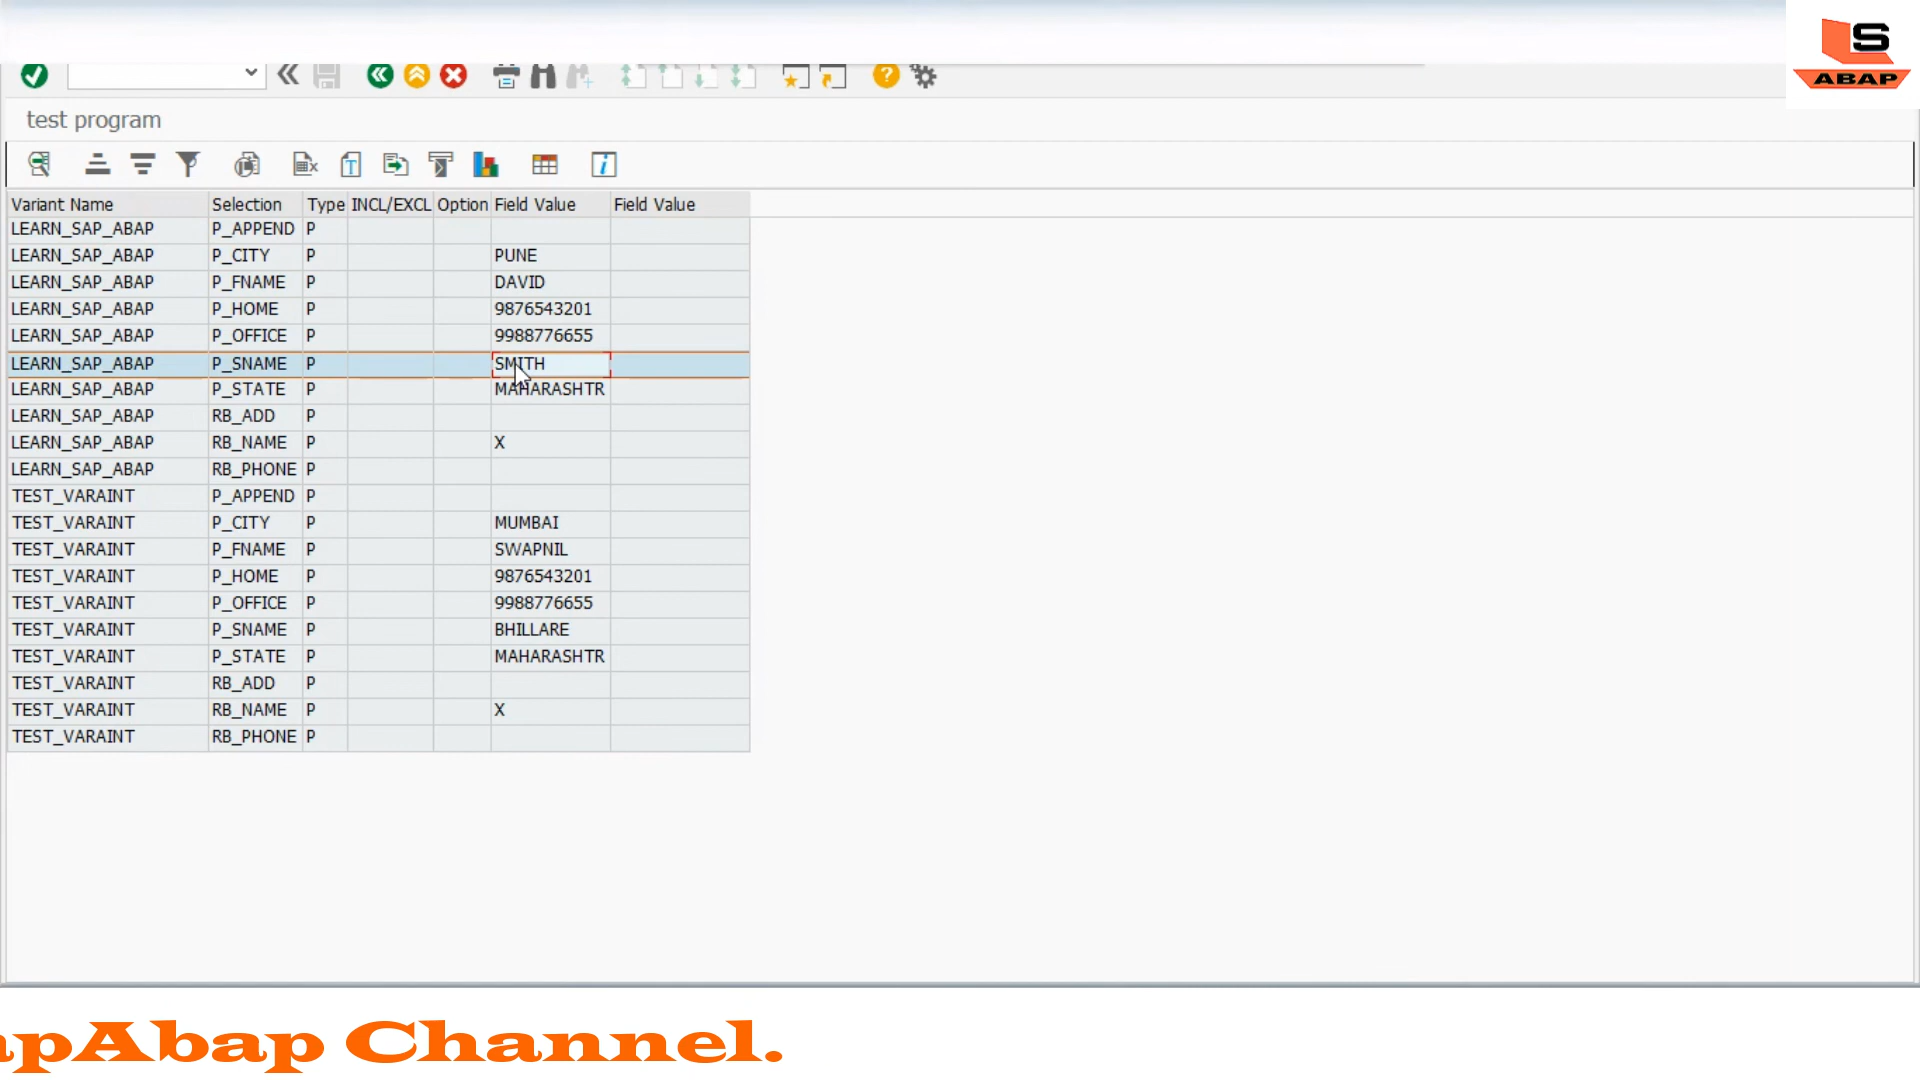 S
ABAP
test program
Variant Name Selection Type INCL/EXCL Option Field Value Field Value
LEARN_SAP_ABAP P_APPEND P
LEARN_SAP_ABAP P_CITY P PUNE
LEARN_SAP_ABAP P_FNAME P DAVID
LEARN_SAP_ABAP P_HOME P 9876543201
LEARN_SAP_ABAP P_OFFICE P 9988776655
LEARN_SAP_ABAP P_SNAME P SMITH
LEARN_SAP_ABAP P_STATE P MAHARASHTR
LEARN_SAP_ABAP RB_ADD P
LEARN_SAP_ABAP RB_NAME P X
LEARN_SAP_ABAP RB_PHONE P
TEST_VARAINT P_APPEND P
TEST_VARAINT P_CITY P MUMBAI
TEST_VARAINT P_FNAME P SWAPNIL
TEST_VARAINT P_HOME P 9876543201
TEST_VARAINT P_OFFICE P 9988776655
TEST_VARAINT P_SNAME P BHILLARE
TEST_VARAINT P_STATE P MAHARASHTR
TEST_VARAINT RB_ADD P
TEST_VARAINT RB_NAME P X
TEST_VARAINT RB_PHONE P
apAbap Channel.